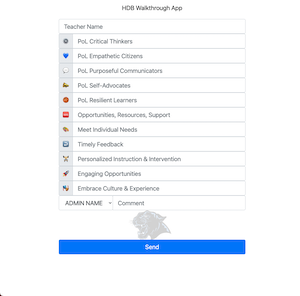 HDB Walkthrough App
Teacher Name
PoL Critical Thinkers
PoL Empathetic Citizens
PoL Purposeful Communicators
PoL Self-Advocates
PoL Resilient Learners
Opportunities, Resources, Support
Meet Individual Needs
Timely Feedback
Personalized Instruction & Intervention
Engaging Opportunities
Embrace Culture & Experience
ADMIN NAME Comment
Send